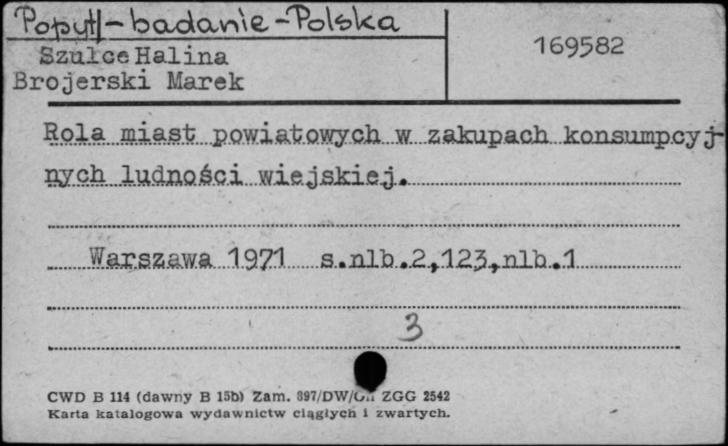 Popyt-badanie-Polska
169582
Szulce Halina
Brojerski Marek
Rola miast powiatowych w zakupach konsumpcyj-
nych ludności wiejskiej.
Warszawa 1971 s.nlb.2,123,nlb.1
3
CWD B 114 (dawny B 15b) Zam. 897/DW/ ZGG 2542
Karta katalogowa wydawnictw ciągłych i zwartych.